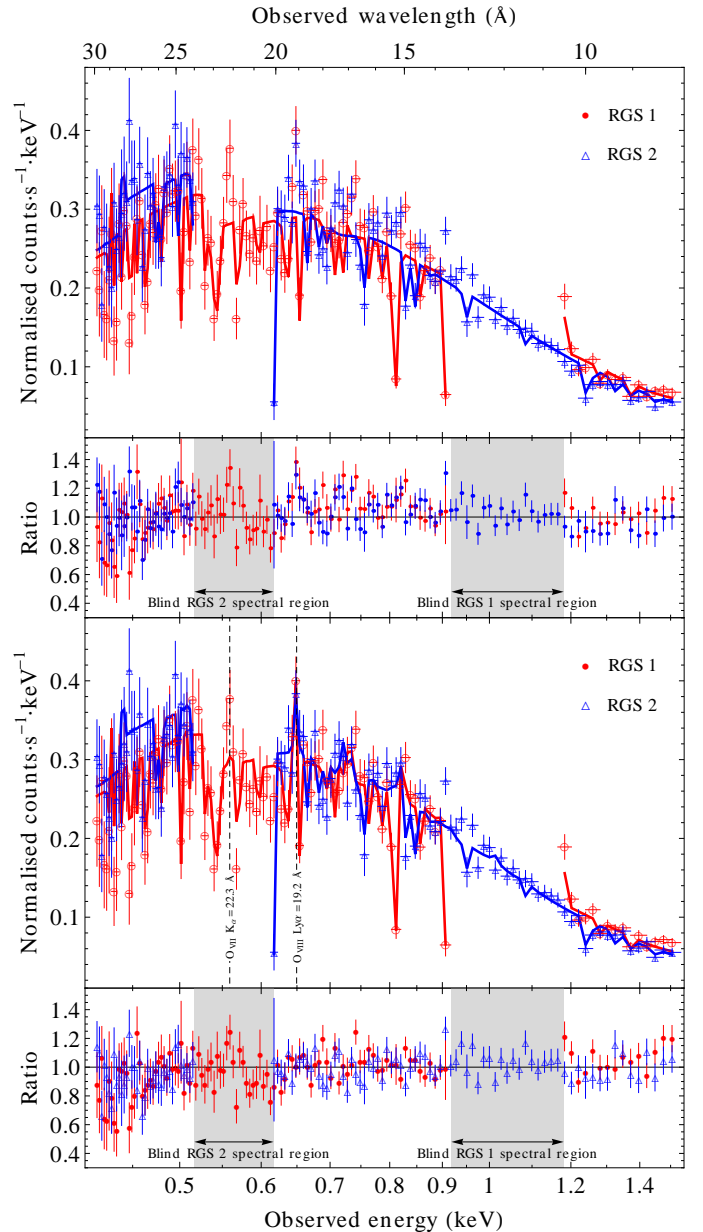 Observed wavelength (Å)
30 25 20 15 10
Normalised counts·s⁻¹·keV⁻¹
0.4
0.3
0.2
0.1
RGS 1
RGS 2
Ratio
1.4
1.2
1.0
0.8
0.6
0.4
Blind RGS 2 spectral region
Blind RGS 1 spectral region
Normalised counts·s⁻¹·keV⁻¹
0.4
0.3
0.2
0.1
RGS 1
RGS 2
O VII Kα=22.3 Å
O VIII Lyα=19.2 Å
Ratio
1.4
1.2
1.0
0.8
0.6
0.4
Blind RGS 2 spectral region
Blind RGS 1 spectral region
0.5 0.6 0.7 0.8 0.9 1 1.2 1.4
Observed energy (keV)